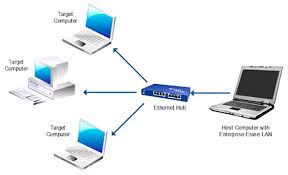 Target
Computer
Target
Computer
Target
Computer
Ethernet Hub
Host Computer with
Enterprise Erase LAN